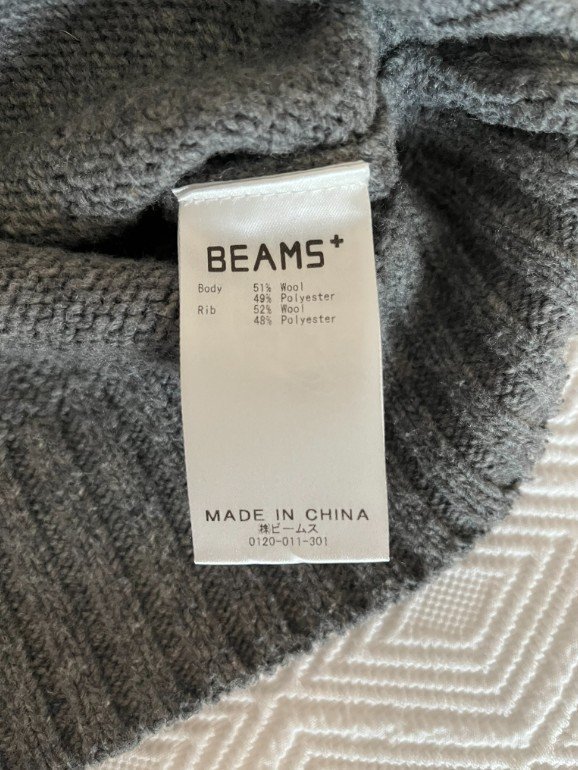 BEAMS+
Body 51% Wool
49% Polyester
Rib 52% Wool
48% Polyester
MADE IN CHINA
㈱ビームス
0120-011-301